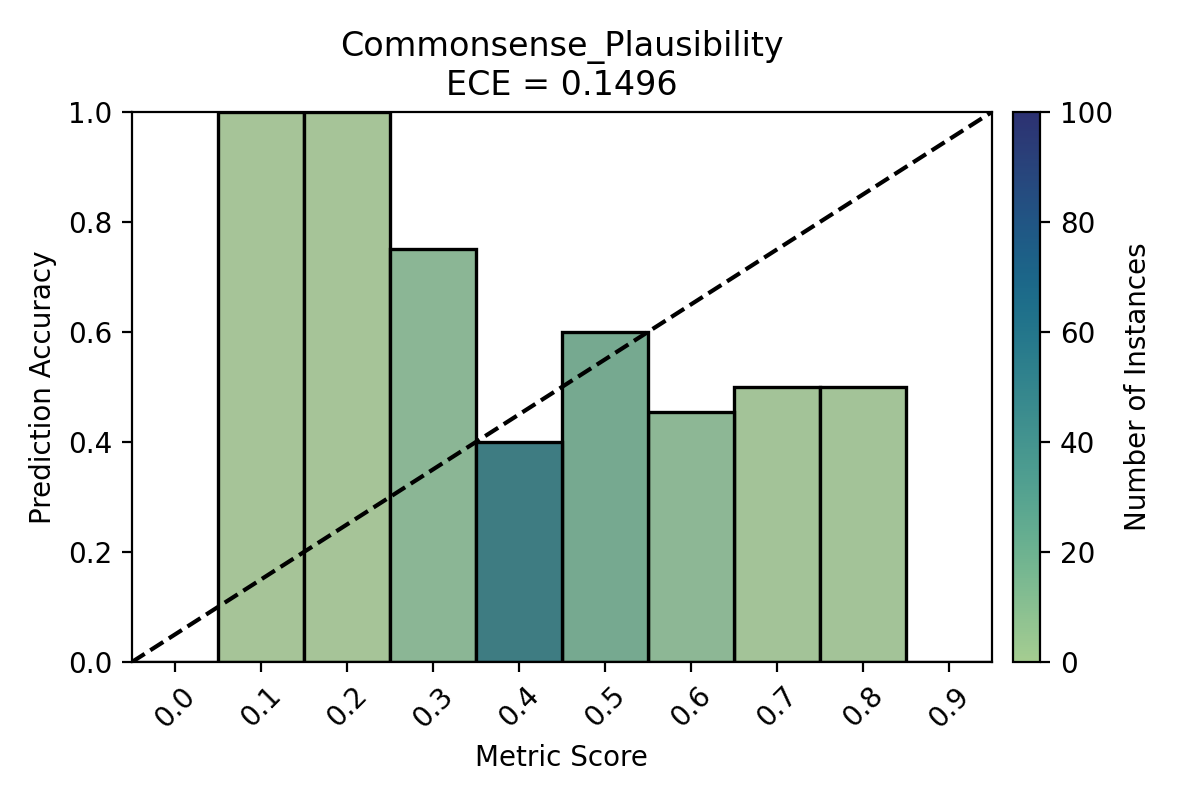 Commonsense_Plausibility
ECE = 0.1496
1.0
0.8
0.6
0.4
0.2
0.0
Prediction Accuracy
0.0 0.1 0.2 0.3 0.4 0.5 0.6 0.7 0.8 0.9
Metric Score
100
80
60
40
20
0
Number of Instances